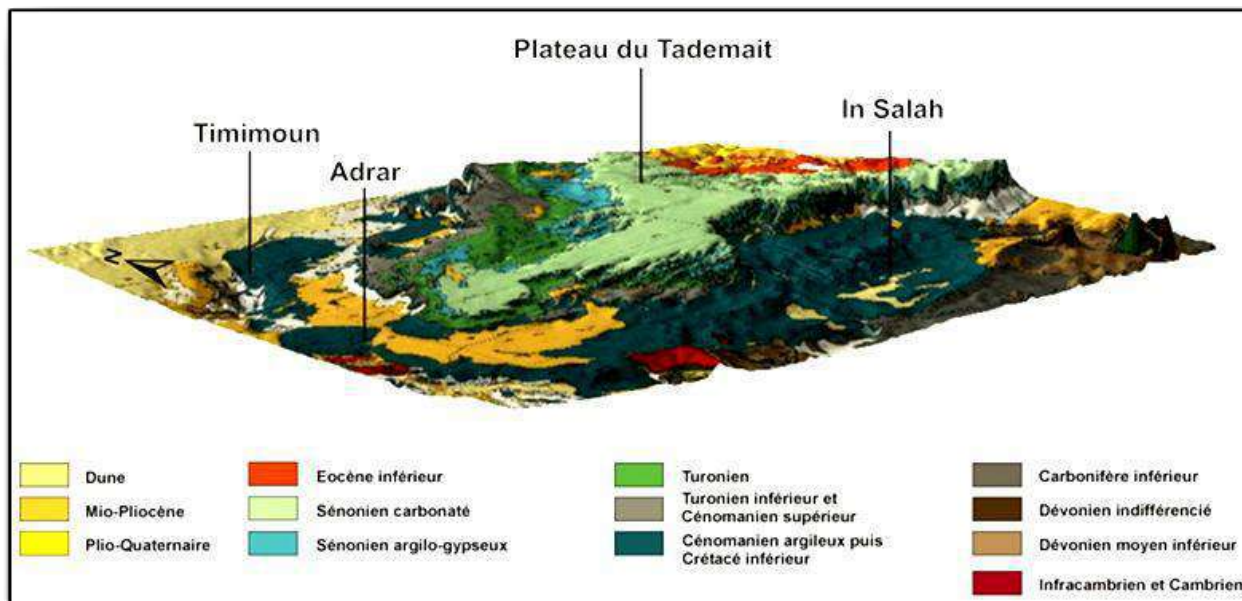 Plateau du Tademait
In Salah
Timimoun
Adrar
N
Dune
Mio-Pliocène
Plio-Quaternaire
Eocène inférieur
Sénonien carbonaté
Sénonien argilo-gypseux
Turonien
Turonien inférieur et
Cénomanien supérieur
Cénomanien argileux puis
Crétacé inférieur
Carbonifère inférieur
Dévonien indifférencié
Dévonien moyen inférieur
Infracambrien et Cambrien